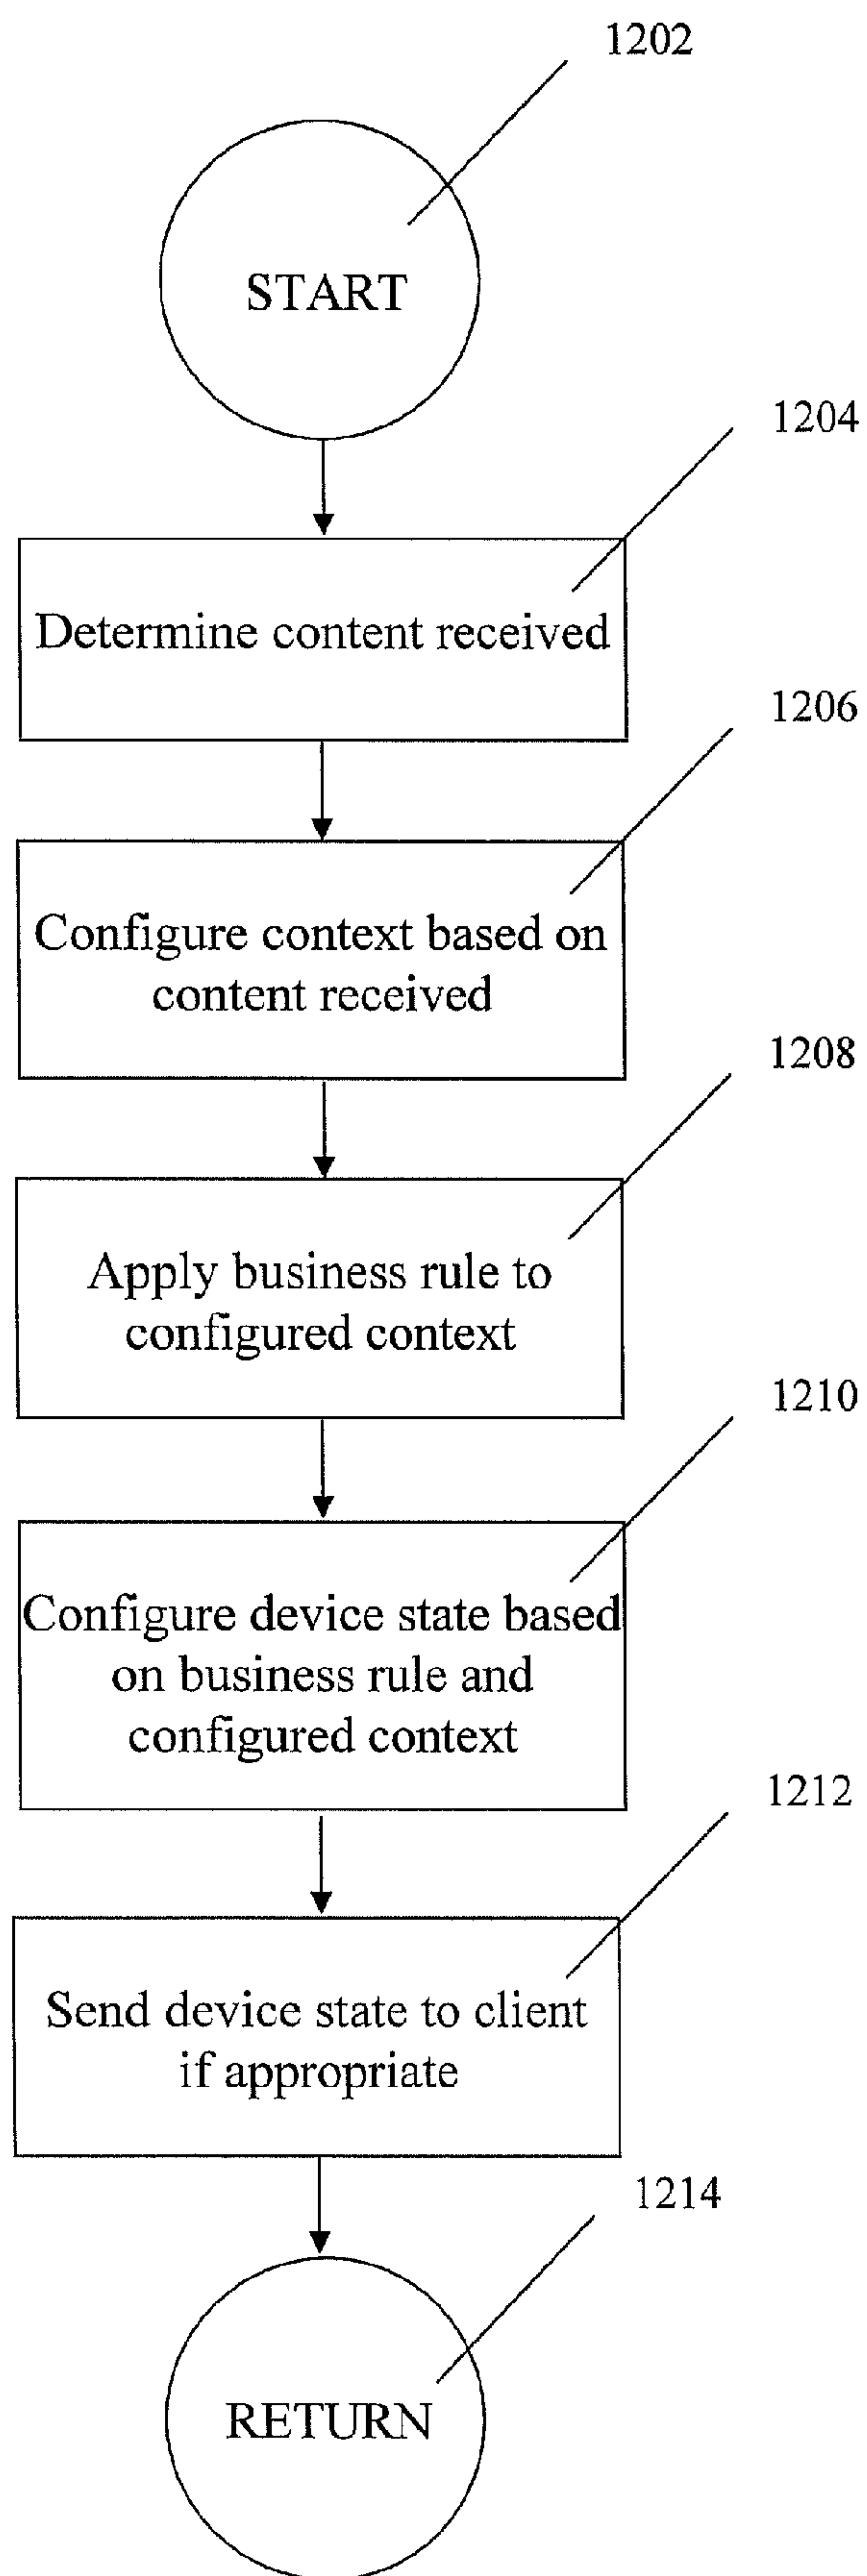 1202
START
1204
Determine content received
1206
Configure context based on
content received
1208
Apply business rule to
configured context
1210
Configure device state based
on business rule and
configured context
1212
Send device state to client
if appropriate
1214
RETURN